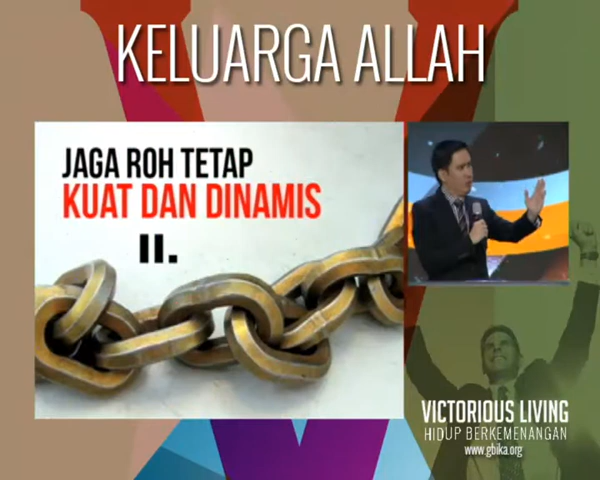 KELUARGA ALLAH
JAGA ROH TETAP
KUAT DAN DINAMIS
II.
VICTORIOUS LIVING
HIDUP BERKEMENANGAN
www.gbika.org